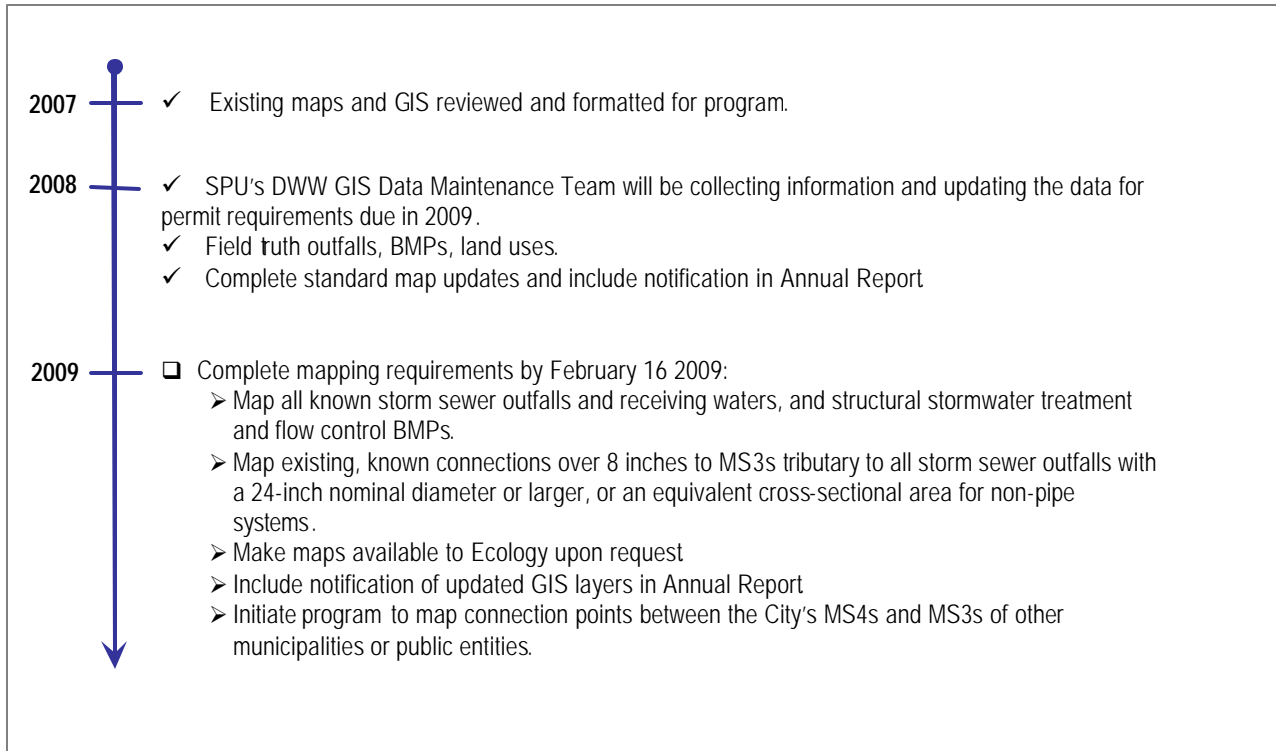 2007 ✓ Existing maps and GIS reviewed and formatted for program.
2008 ✓ SPU's DWW GIS Data Maintenance Team will be collecting information and updating the data for
permit requirements due in 2009.
✓ Field truth outfalls, BMPs, land uses.
✓ Complete standard map updates and include notification in Annual Report.
2009 ❑ Complete mapping requirements by February 16 2009:
➢ Map all known storm sewer outfalls and receiving waters, and structural stormwater treatment
and flow control BMPs.
➢ Map existing, known connections over 8 inches to MS3s tributary to all storm sewer outfalls with
a 24-inch nominal diameter or larger, or an equivalent cross-sectional area for non-pipe
systems.
➢ Make maps available to Ecology upon request.
➢ Include notification of updated GIS layers in Annual Report.
➢ Initiate program to map connection points between the City's MS4s and MS3s of other
municipalities or public entities.